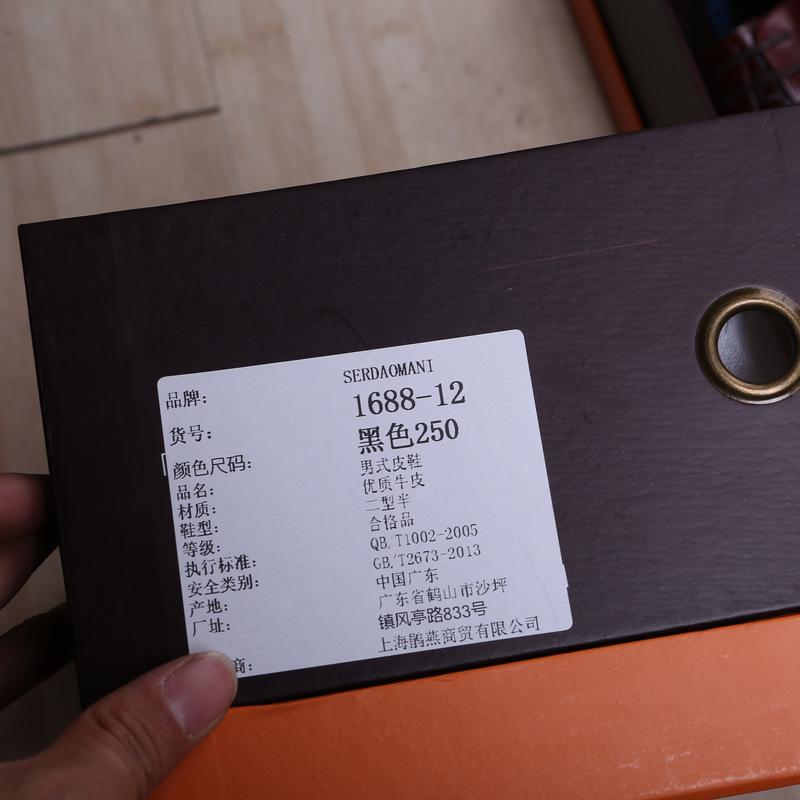 品牌: SERDAOMANI
货号: 1688-12
颜色尺码: 黑色250
品名: 男式皮鞋
材质: 优质牛皮
鞋型: 二型半
等级: 合格品
执行标准: QB/T1002-2005
安全类别: GB/T2673-2013
产地: 中国广东
厂址: 广东省鹤山市沙坪
镇风亭路833号
商: 上海鹃燕商贸有限公司